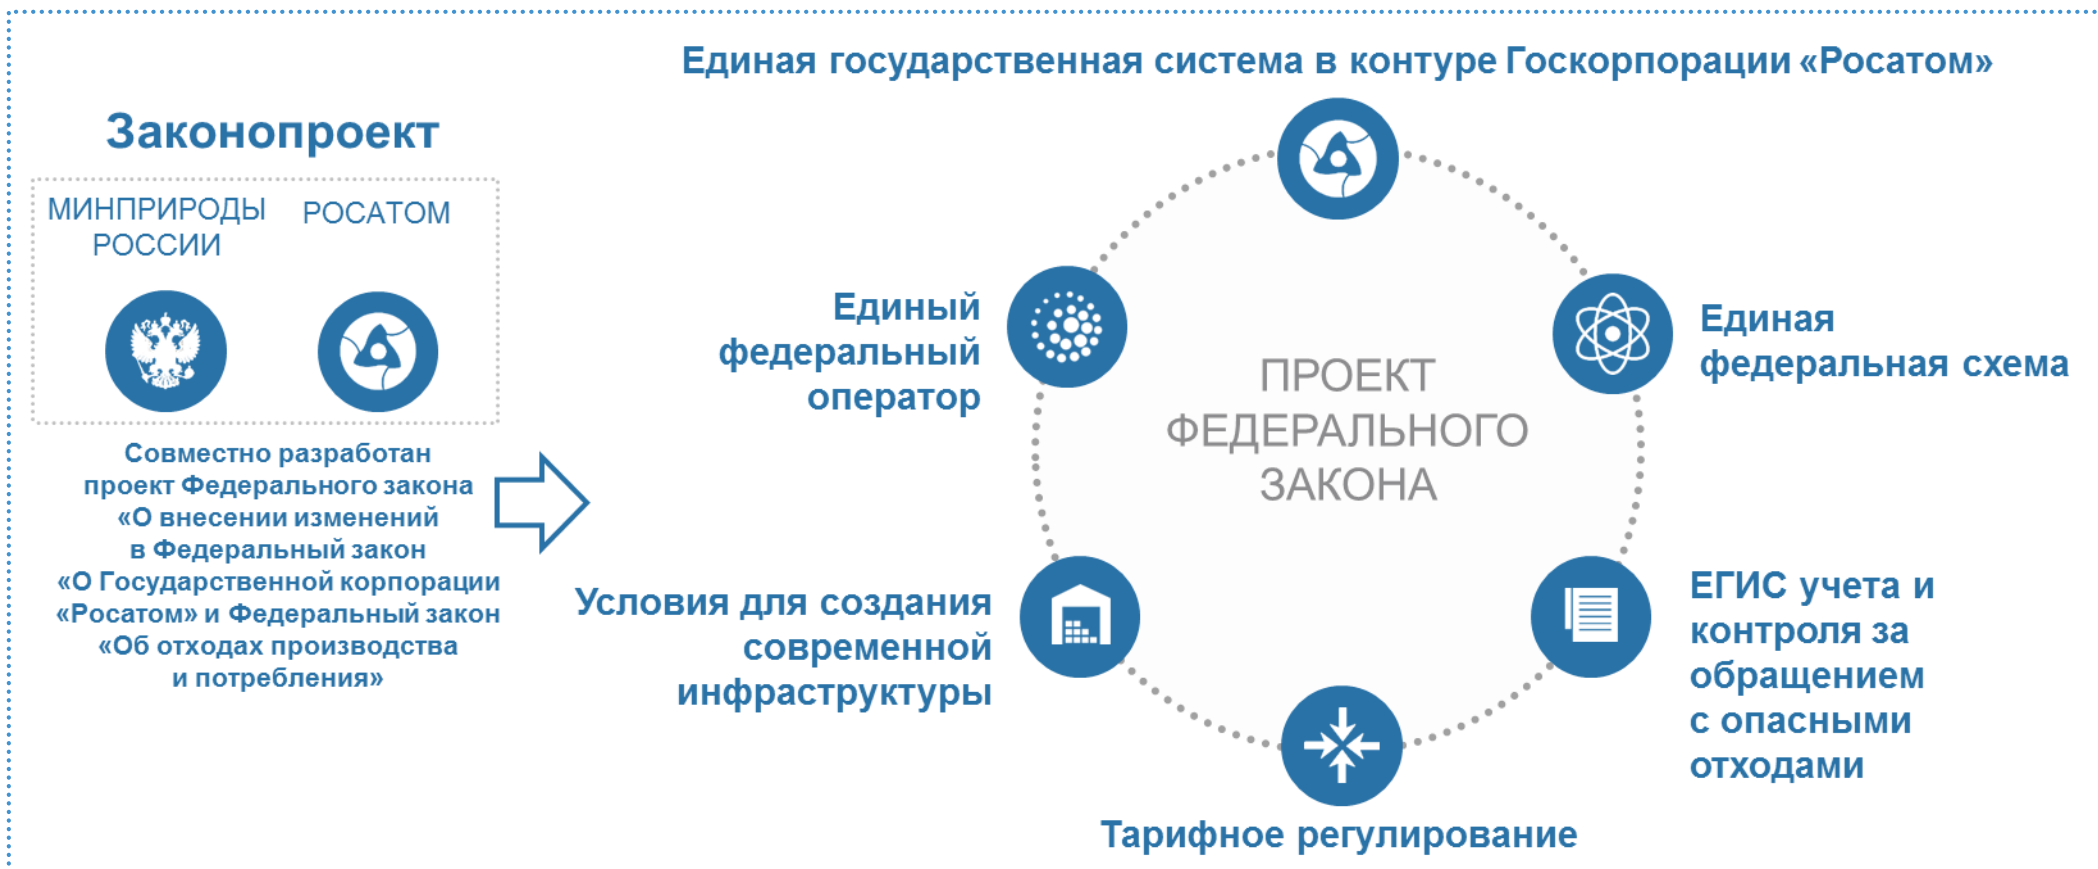 Законопроект
МИНПРИРОДЫ
РОССИИ
РОСАТОМ
Совместно разработан
проект Федерального закона
«О внесении изменений
в Федеральный закон
«О Государственной корпорации
«Росатом» и Федеральный закон
«Об отходах производства
и потребления»
Единая государственная система в контуре Госкорпорации «Росатом»
Единый
федеральный
оператор
Единая
федеральная схема
ПРОЕКТ
ФЕДЕРАЛЬНОГО
ЗАКОНА
Условия для создания
современной
инфраструктуры
ЕГИС учета и
контроля за
обращением
с опасными
отходами
Тарифное регулирование